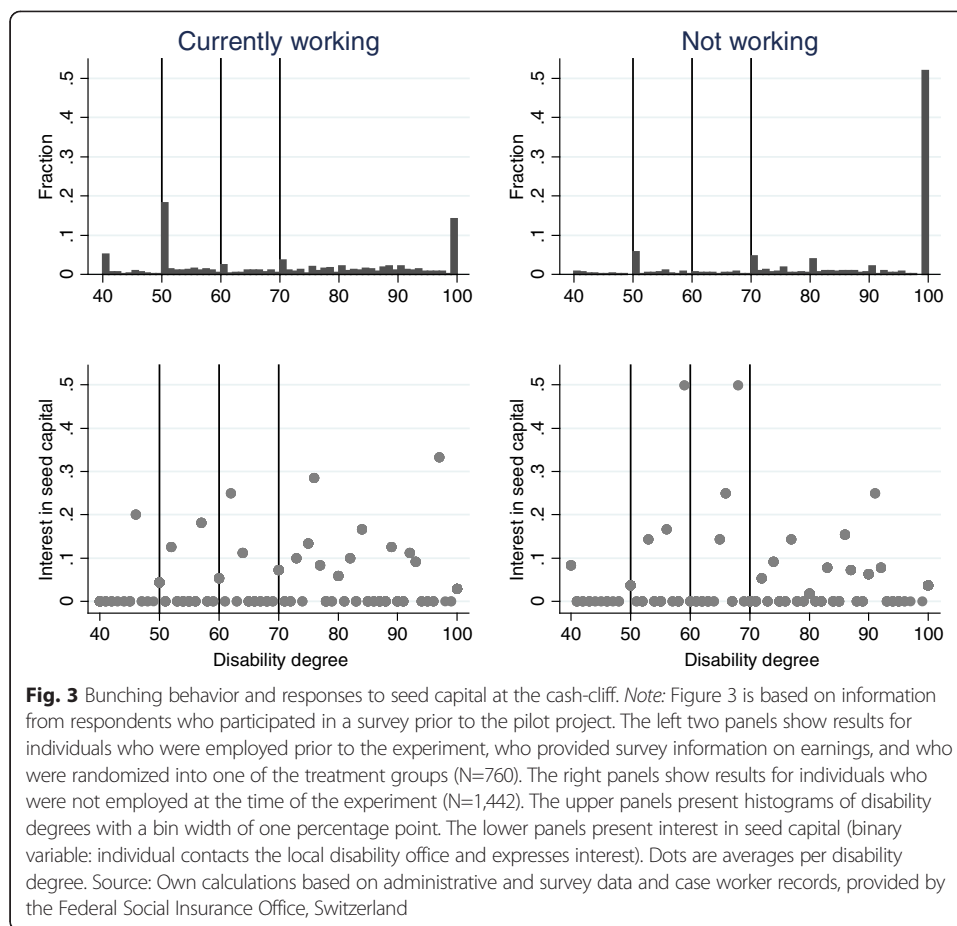 Currently working
Not working
Fraction
.5
.4
.3
.2
.1
0
40 50 60 70 80 90 100
Fraction
.5
.4
.3
.2
.1
0
40 50 60 70 80 90 100
Interest in seed capital
.5
.4
.3
.2
.1
0
40 50 60 70 80 90 100
Disability degree
Interest in seed capital
.5
.4
.3
.2
.1
0
40 50 60 70 80 90 100
Disability degree
Fig. 3 Bunching behavior and responses to seed capital at the cash-cliff. Note: Figure 3 is based on information
from respondents who participated in a survey prior to the pilot project. The left two panels show results for
individuals who were employed prior to the experiment, who provided survey information on earnings, and who
were randomized into one of the treatment groups (N=760). The right panels show results for individuals who
were not employed at the time of the experiment (N=1,442). The upper panels present histograms of disability
degrees with a bin width of one percentage point. The lower panels present interest in seed capital (binary
variable: individual contacts the local disability office and expresses interest). Dots are averages per disability
degree. Source: Own calculations based on administrative and survey data and case worker records, provided by
the Federal Social Insurance Office, Switzerland